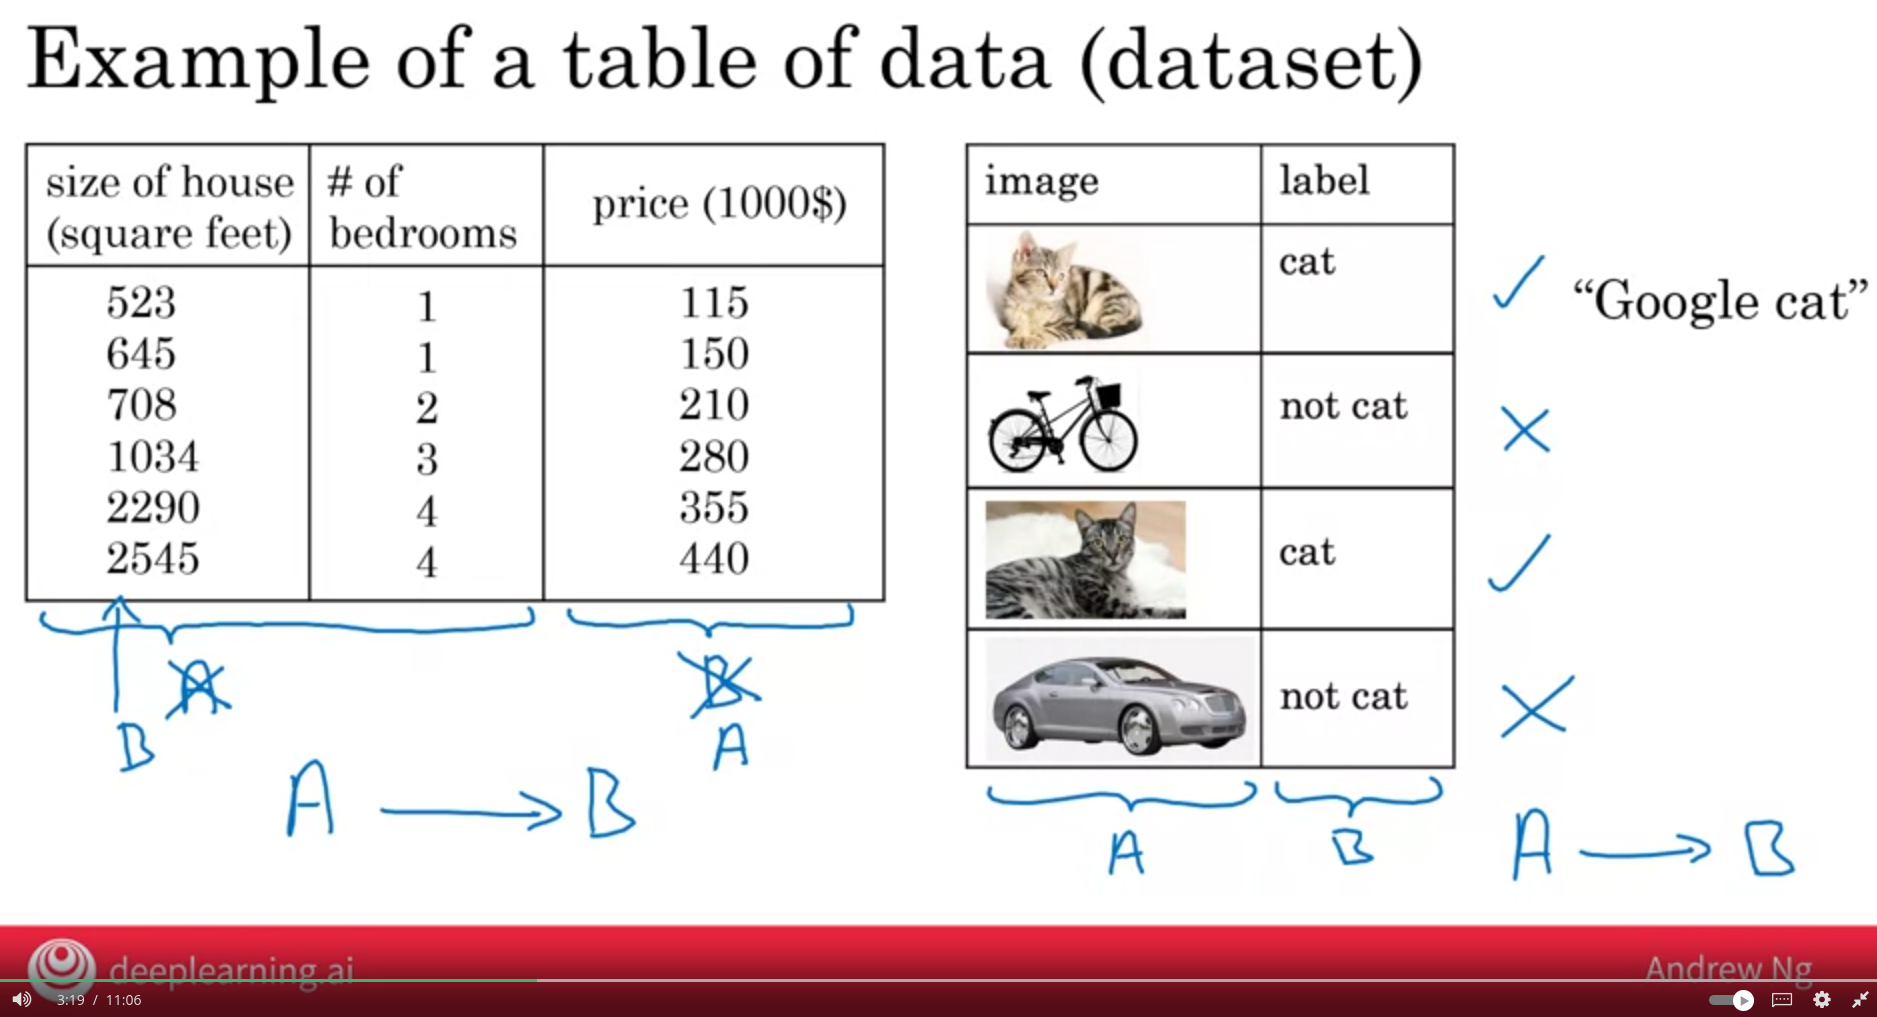 Example of a table of data (dataset)
size of house (square feet) | # of bedrooms | price (1000$)
523 | 1 | 115
645 | 1 | 150
708 | 2 | 210
1034 | 3 | 280
2290 | 4 | 355
2545 | 4 | 440
A B
B A
A → B
image | label
cat
not cat
cat
not cat
“Google cat”
A B
A → B
deeplearning.ai
Andrew Ng
3:19 / 11:06